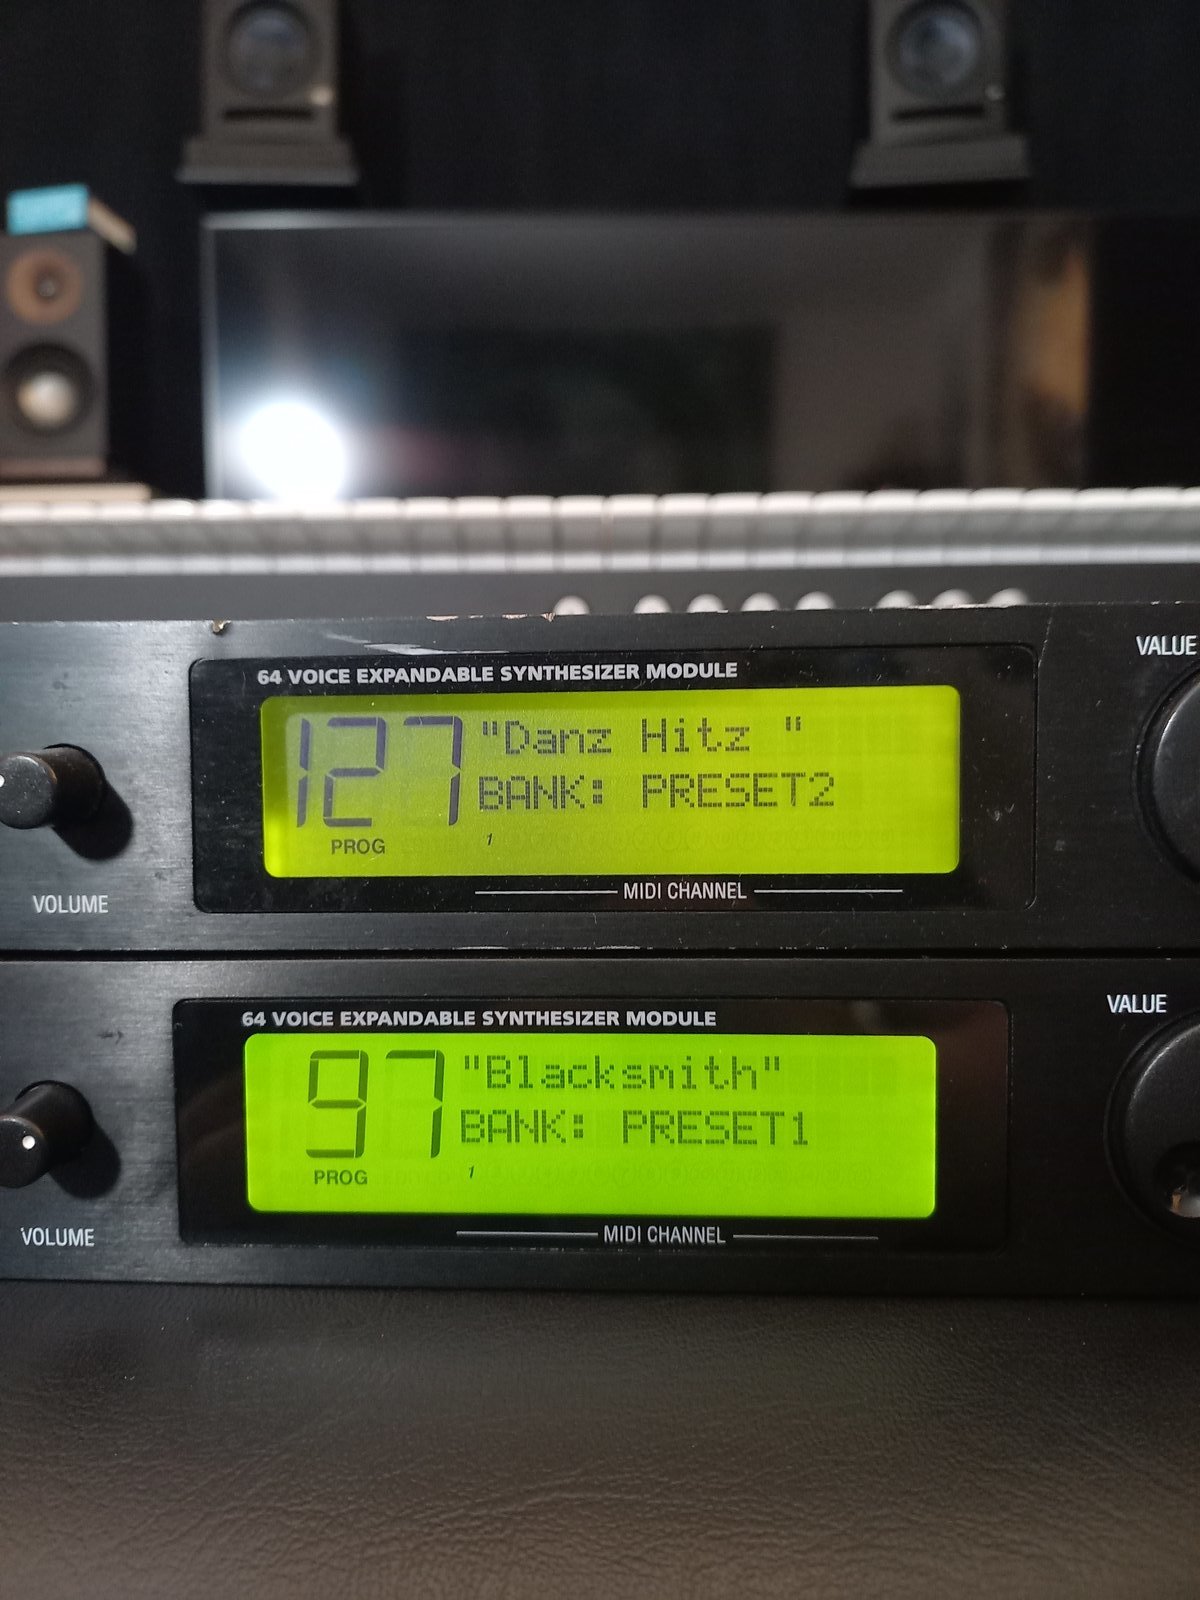 64 VOICE EXPANDABLE SYNTHESIZER MODULE
VALUE
127 "Danz Hitz "
BANK: PRESET2
PROG 1
MIDI CHANNEL
VOLUME
64 VOICE EXPANDABLE SYNTHESIZER MODULE
VALUE
97 "Blacksmith"
BANK: PRESET1
PROG 1
MIDI CHANNEL
VOLUME